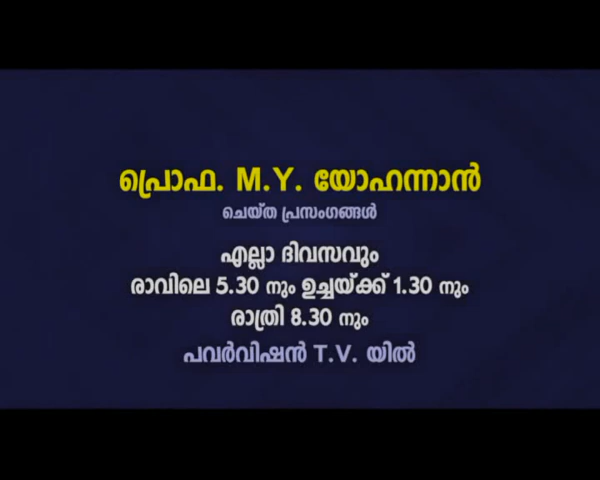 പ്രൊഫ. M.Y. യോഹന്നാൻ
ചെയ്ത പ്രസംഗങ്ങൾ
എല്ലാ ദിവസവും
രാവിലെ 5.30 നും ഉച്ചയ്ക്ക് 1.30 നും
രാത്രി 8.30 നും
പവർവിഷൻ T.V. യിൽ